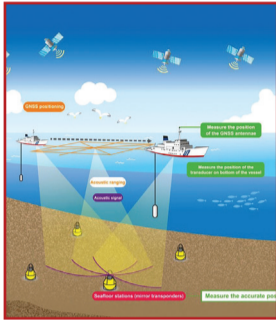 GNSS positioning
Measure the position
of the GNSS antennas
Measure the position of the
transducer on bottom of the vessel
Acoustic ranging
Acoustic signal
Seafloor stations (mirror transponders)
Measure the accurate pos